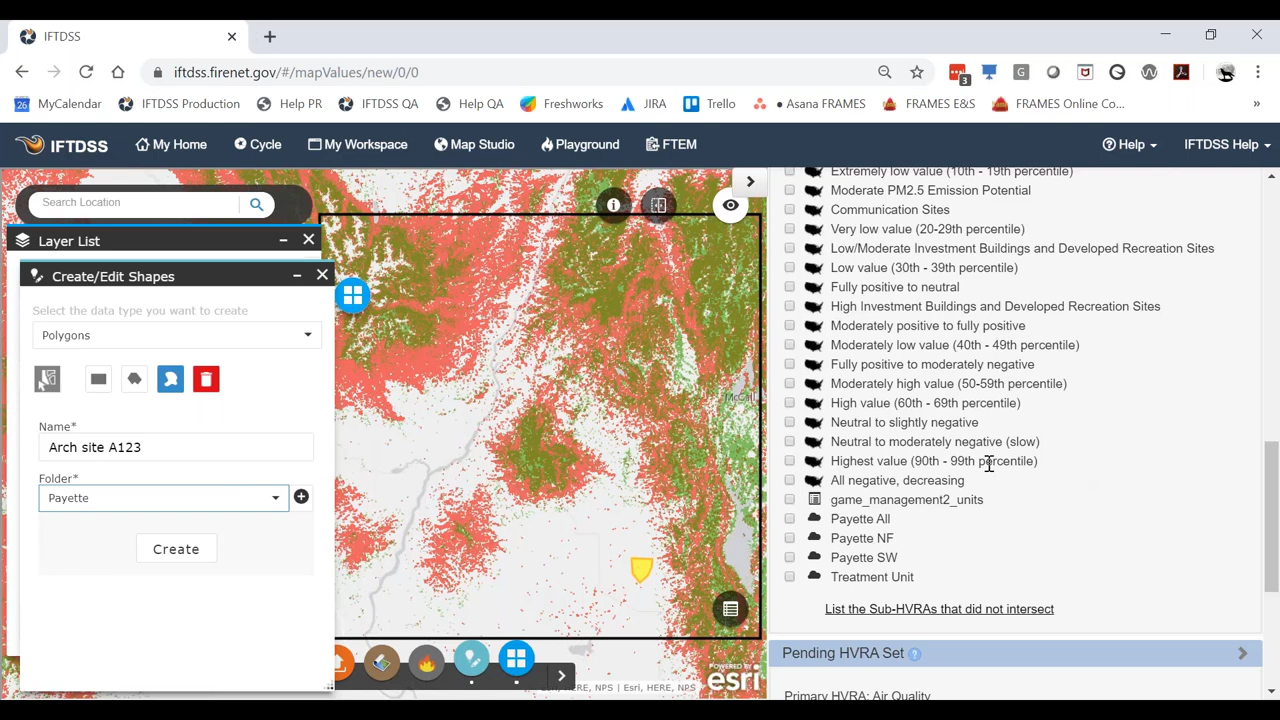 IFTDSS
iftdss.firenet.gov/#/mapValues/new/0/0
3
G
26 MyCalendar
IFTDSS Production
Help PR
IFTDSS QA
Help QA
Freshworks
JIRA
Trello
● Asana FRAMES
FRAMES E&S
FRAMES Online Co...
»
IFTDSS
My Home
Cycle
My Workspace
Map Studio
Playground
FTEM
Help
IFTDSS Help
Search Location
Layer List
Create/Edit Shapes
Select the data type you want to create
Polygons
Name*
Arch site A123
Folder*
Payette
Create
McCall
POWERED BY
esri
Esri, HERE, NPS | Esri, HERE, NPS
Extremely low value (10th - 19th percentile)
Moderate PM2.5 Emission Potential
Communication Sites
Very low value (20-29th percentile)
Low/Moderate Investment Buildings and Developed Recreation Sites
Low value (30th - 39th percentile)
Fully positive to neutral
High Investment Buildings and Developed Recreation Sites
Moderately positive to fully positive
Moderately low value (40th - 49th percentile)
Fully positive to moderately negative
Moderately high value (50-59th percentile)
High value (60th - 69th percentile)
Neutral to slightly negative
Neutral to moderately negative (slow)
Highest value (90th - 99th percentile)
All negative, decreasing
game_management2_units
Payette All
Payette NF
Payette SW
Treatment Unit
List the Sub-HVRAs that did not intersect
Pending HVRA Set ?
Primary HVRA: Air Quality